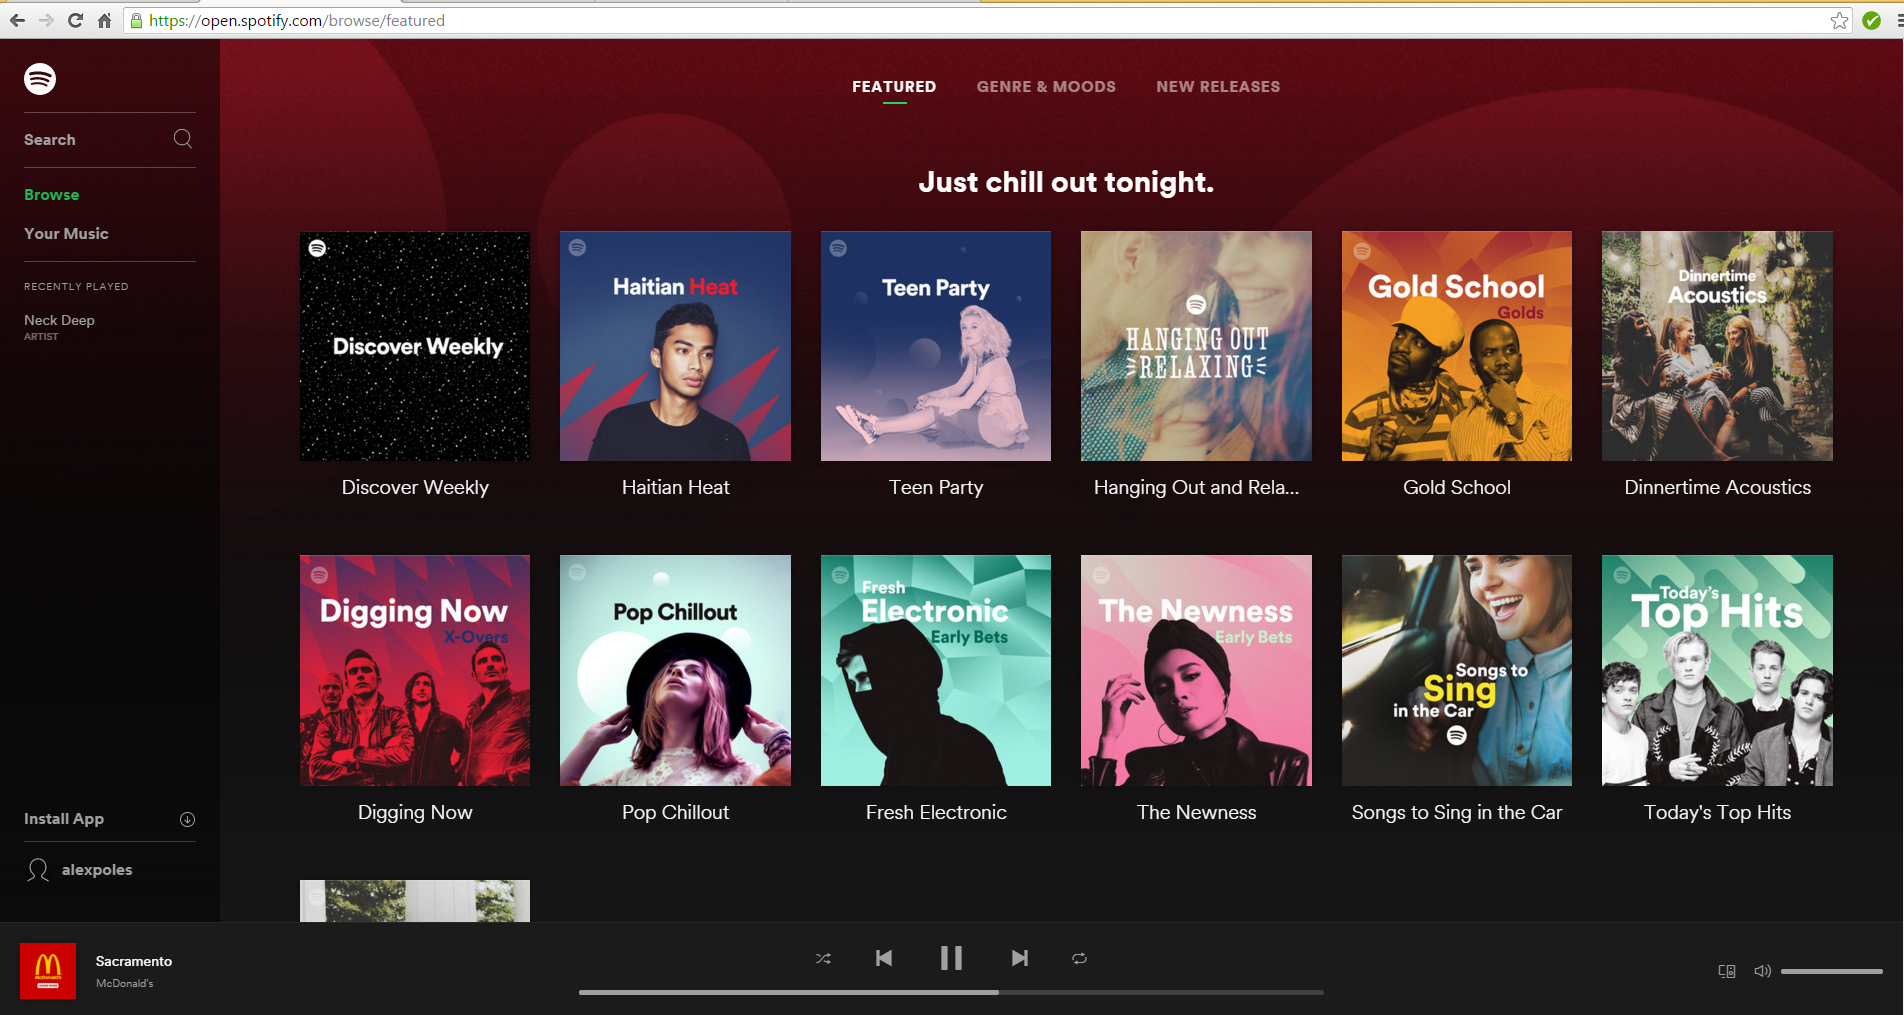 https://open.spotify.com/browse/featured
Search
Browse
Your Music
RECENTLY PLAYED
Neck Deep
ARTIST
Install App
alexpoles
FEATURED
GENRE & MOODS
NEW RELEASES
Just chill out tonight.
Discover Weekly
Discover Weekly
Haitian Heat
Haitian Heat
Teen Party
Teen Party
HANGING OUT
RELAXING
Hanging Out and Rela...
Gold School
Golds
Gold School
Dinnertime
Acoustics
Dinnertime Acoustics
Digging Now
X-Overs
Digging Now
Pop Chillout
Pop Chillout
Fresh
Electronic
Early Bets
Fresh Electronic
The Newness
Early Bets
The Newness
Songs to
Sing
in the Car
Songs to Sing in the Car
Today's
Top Hits
Today's Top Hits
McDonald's
Sacramento
McDonald's